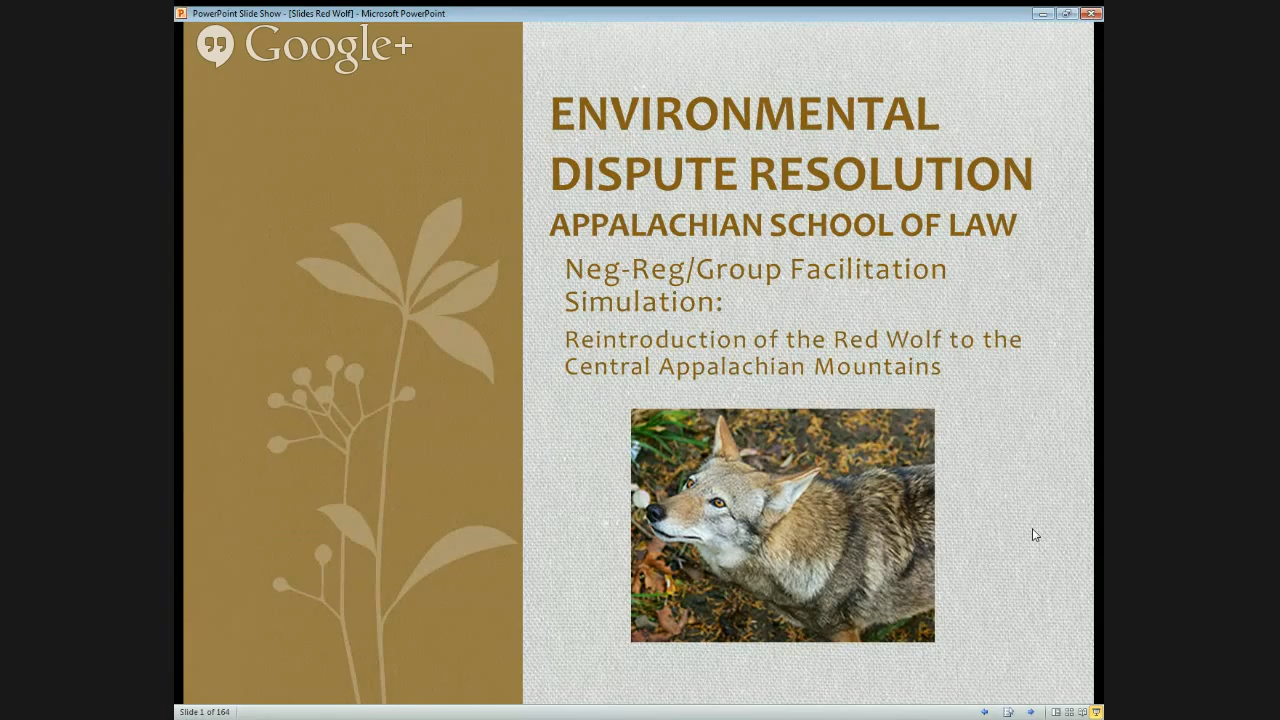 PowerPoint Slide Show - [Slides Red Wolf] - Microsoft PowerPoint
Google+
ENVIRONMENTAL
DISPUTE RESOLUTION
APPALACHIAN SCHOOL OF LAW
Neg-Reg/Group Facilitation
Simulation:
Reintroduction of the Red Wolf to the
Central Appalachian Mountains
Slide 1 of 164